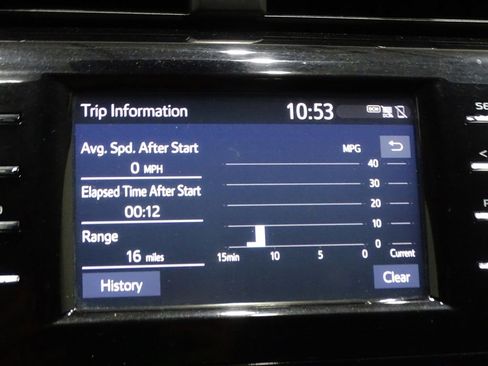 Trip Information 10:53
DCM
Avg. Spd. After Start MPG
0 MPH 40
Elapsed Time After Start 30
00:12 20
Range 10
16 miles 0
15min 10 5 0 Current
History Clear